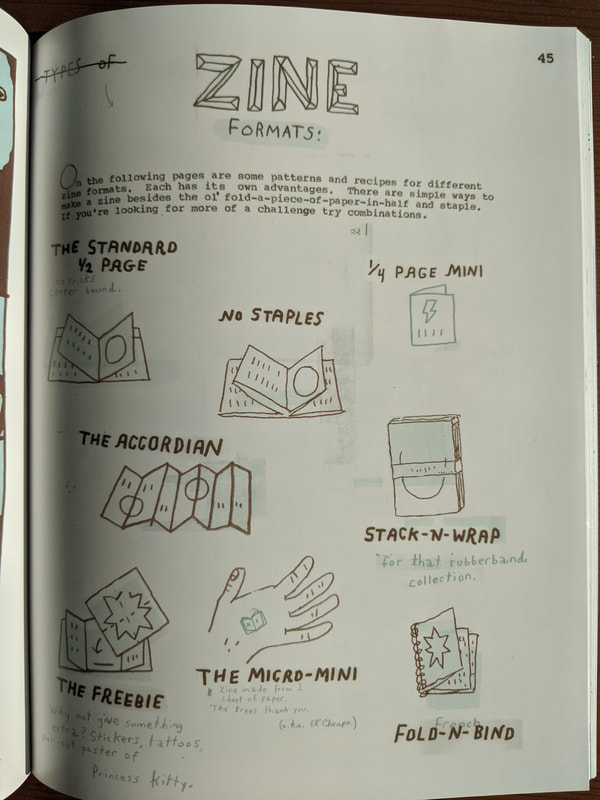 45
TYPES OF
ZINE
FORMATS:
On the following pages are some patterns and recipes for different
zine formats. Each has its own advantages. There are simple ways to
make a zine besides the ol' fold-a-piece-of-paper-in-half and staple.
If you're looking for more of a challenge try combinations.
THE STANDARD
1/2 PAGE
no tricks
center bound.
1/4 PAGE MINI
NO STAPLES
THE ACCORDIAN
STACK-N-WRAP
for that rubberband
collection.
THE FREEBIE
Why not give something
extra? Stickers, tattoos,
pull-out poster of
Princess Kitty.
THE MICRO-MINI
Zine made from 1
sheet of paper.
The trees thank you.
(a.k.a. El Cheapo.)
French
FOLD-N-BIND